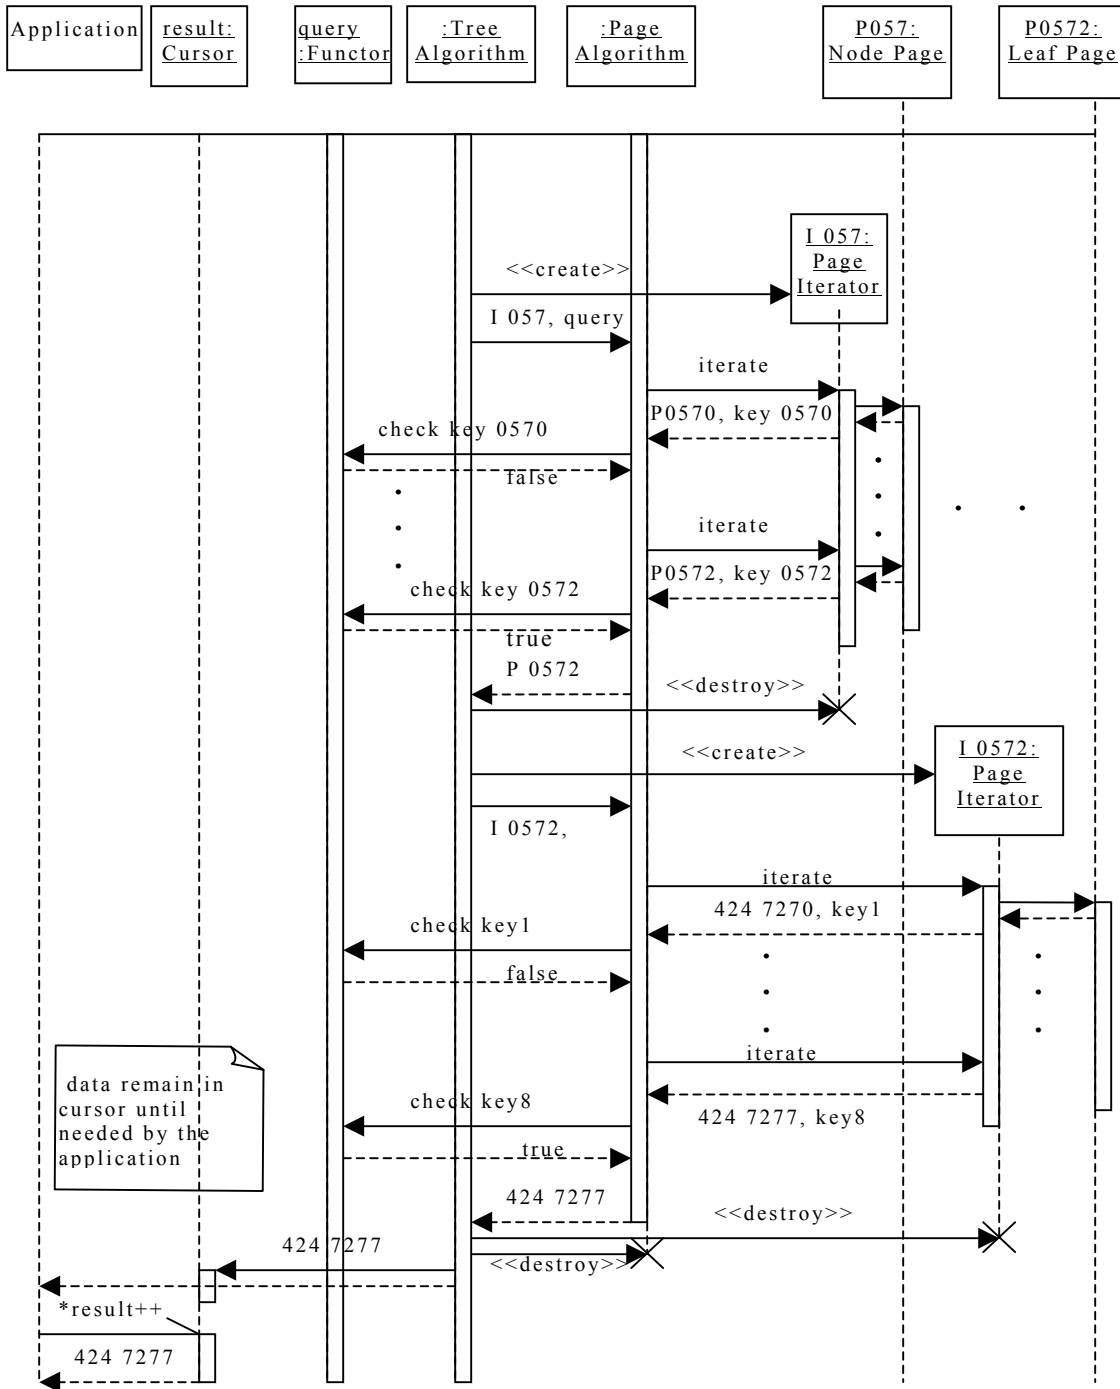 Application
result:
Cursor
query
:Functor
:Tree
Algorithm
:Page
Algorithm
P057:
Node Page
P0572:
Leaf Page
I 057:
Page
Iterator
<<create>>
I 057, query
iterate
P0570, key 0570
check key 0570
false
iterate
P0572, key 0572
check key 0572
true
P 0572
<<destroy>>
<<create>>
I 0572:
Page
Iterator
I 0572,
iterate
424 7270, key1
check key1
false
iterate
data remain in
cursor until
needed by the
application
check key8
424 7277, key8
true
424 7277
<<destroy>>
424 7277
<<destroy>>
*result++
424 7277